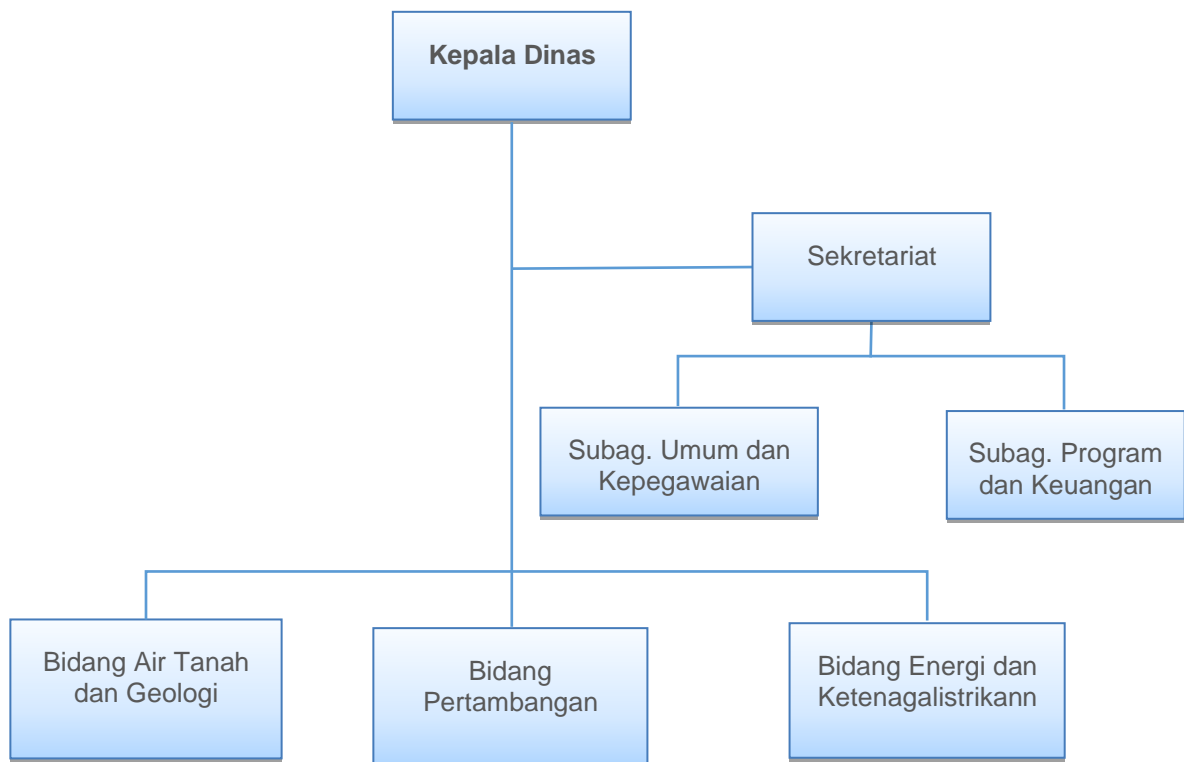 Kepala Dinas
Sekretariat
Subag. Umum dan
Kepegawaian
Subag. Program
dan Keuangan
Bidang Air Tanah
dan Geologi
Bidang
Pertambangan
Bidang Energi dan
Ketenagalistrikann